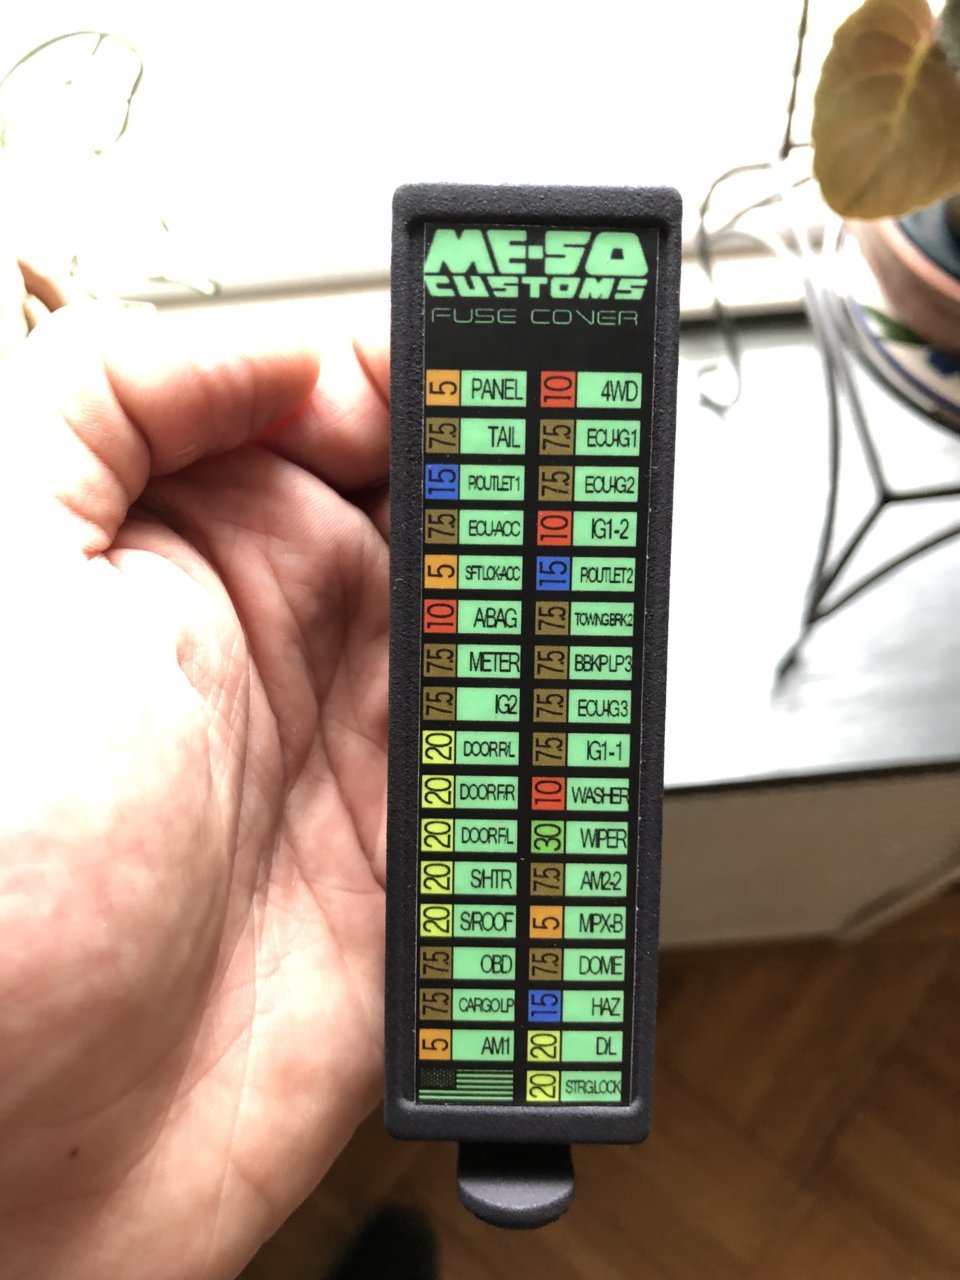 ME-SO
CUSTOMS
FUSE COVER
5 PANEL 10 4WD
7.5 TAIL 7.5 ECU-IG1
15 P.OUTLET1 7.5 ECU-IG2
7.5 ECU-ACC 10 IG1-2
5 SFTLCK-ACC 15 P.OUTLET2
10 A/BAG 7.5 TOWINGBRK2
7.5 METER 7.5 BBKPLP3
7.5 IG2 7.5 ECU-IG3
20 DOORR/L 7.5 IG1-1
20 DOORF/R 10 WASHER
20 DOORF/L 30 WIPER
20 S/HTR 7.5 AM2-2
20 S/ROOF 5 MPX-B
7.5 OBD 7.5 DOME
7.5 CARGOLP 15 HAZ
5 AM1 20 D/L
20 STRGLOCK